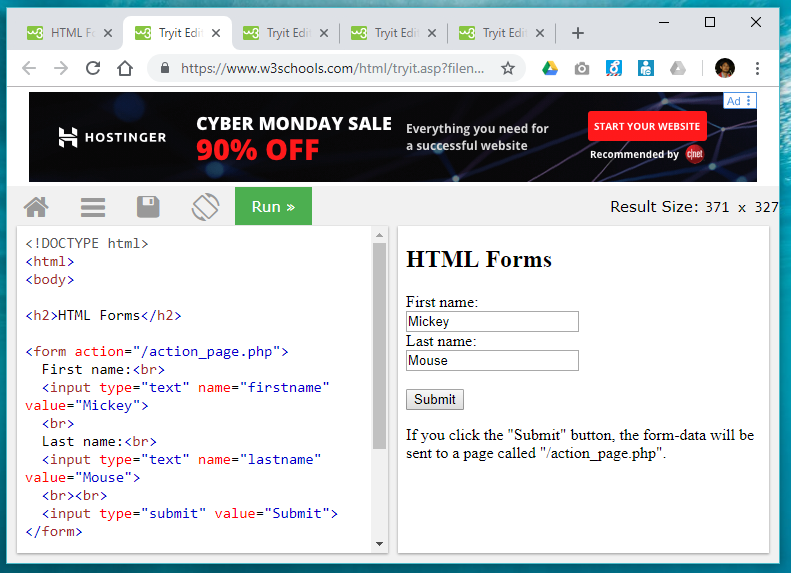 HTML Fo
Tryit Edit
Tryit Edit
Tryit Edit
Tryit Edit
https://www.w3schools.com/html/tryit.asp?filen...
Ad
HOSTINGER
CYBER MONDAY SALE
90% OFF
Everything you need for
a successful website
START YOUR WEBSITE
Recommended by cnet
Run »
Result Size: 371 x 327
<!DOCTYPE html>
<html>
<body>
<h2>HTML Forms</h2>
<form action="/action_page.php">
First name:<br>
<input type="text" name="firstname"
value="Mickey">
<br>
Last name:<br>
<input type="text" name="lastname"
value="Mouse">
<br><br>
<input type="submit" value="Submit">
</form>
HTML Forms
First name:
Mickey
Last name:
Mouse
Submit
If you click the "Submit" button, the form-data will be
sent to a page called "/action_page.php".